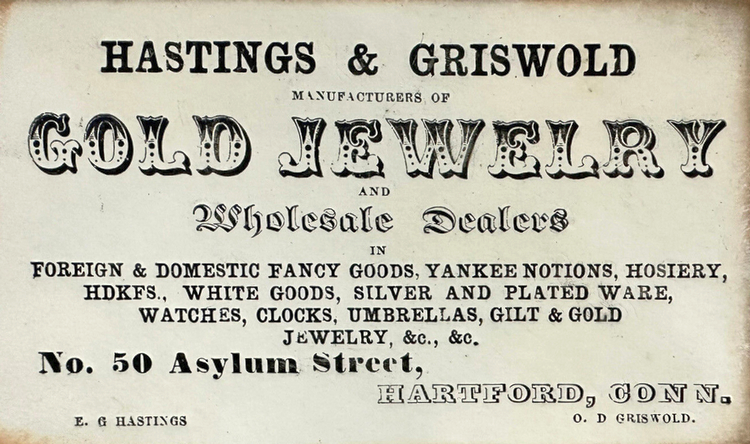 HASTINGS & GRISWOLD
MANUFACTURERS OF
GOLD JEWELRY
AND
Wholesale Dealers
IN
FOREIGN & DOMESTIC FANCY GOODS, YANKEE NOTIONS, HOSIERY,
HDKFS., WHITE GOODS, SILVER AND PLATED WARE,
WATCHES, CLOCKS, UMBRELLAS, GILT & GOLD
JEWELRY, &c., &c.
No. 50 Asylum Street,
HARTFORD, CONN.
E. G HASTINGS
O. D GRISWOLD.